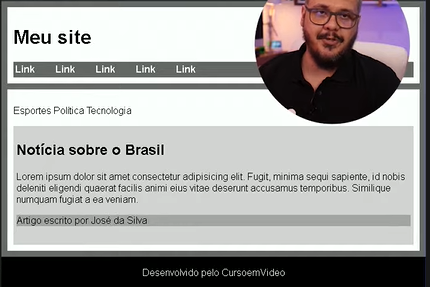 Meu site
Link Link Link Link Link
Esportes Política Tecnologia
Notícia sobre o Brasil
Lorem ipsum dolor sit amet consectetur adipisicing elit. Fugit, minima sequi sapiente, id nobis
deleniti eligendi quaerat facilis animi eius vitae deserunt accusamus temporibus. Similique
numquam fugiat a ea veniam.
Artigo escrito por José da Silva
Desenvolvido pelo CursoemVideo